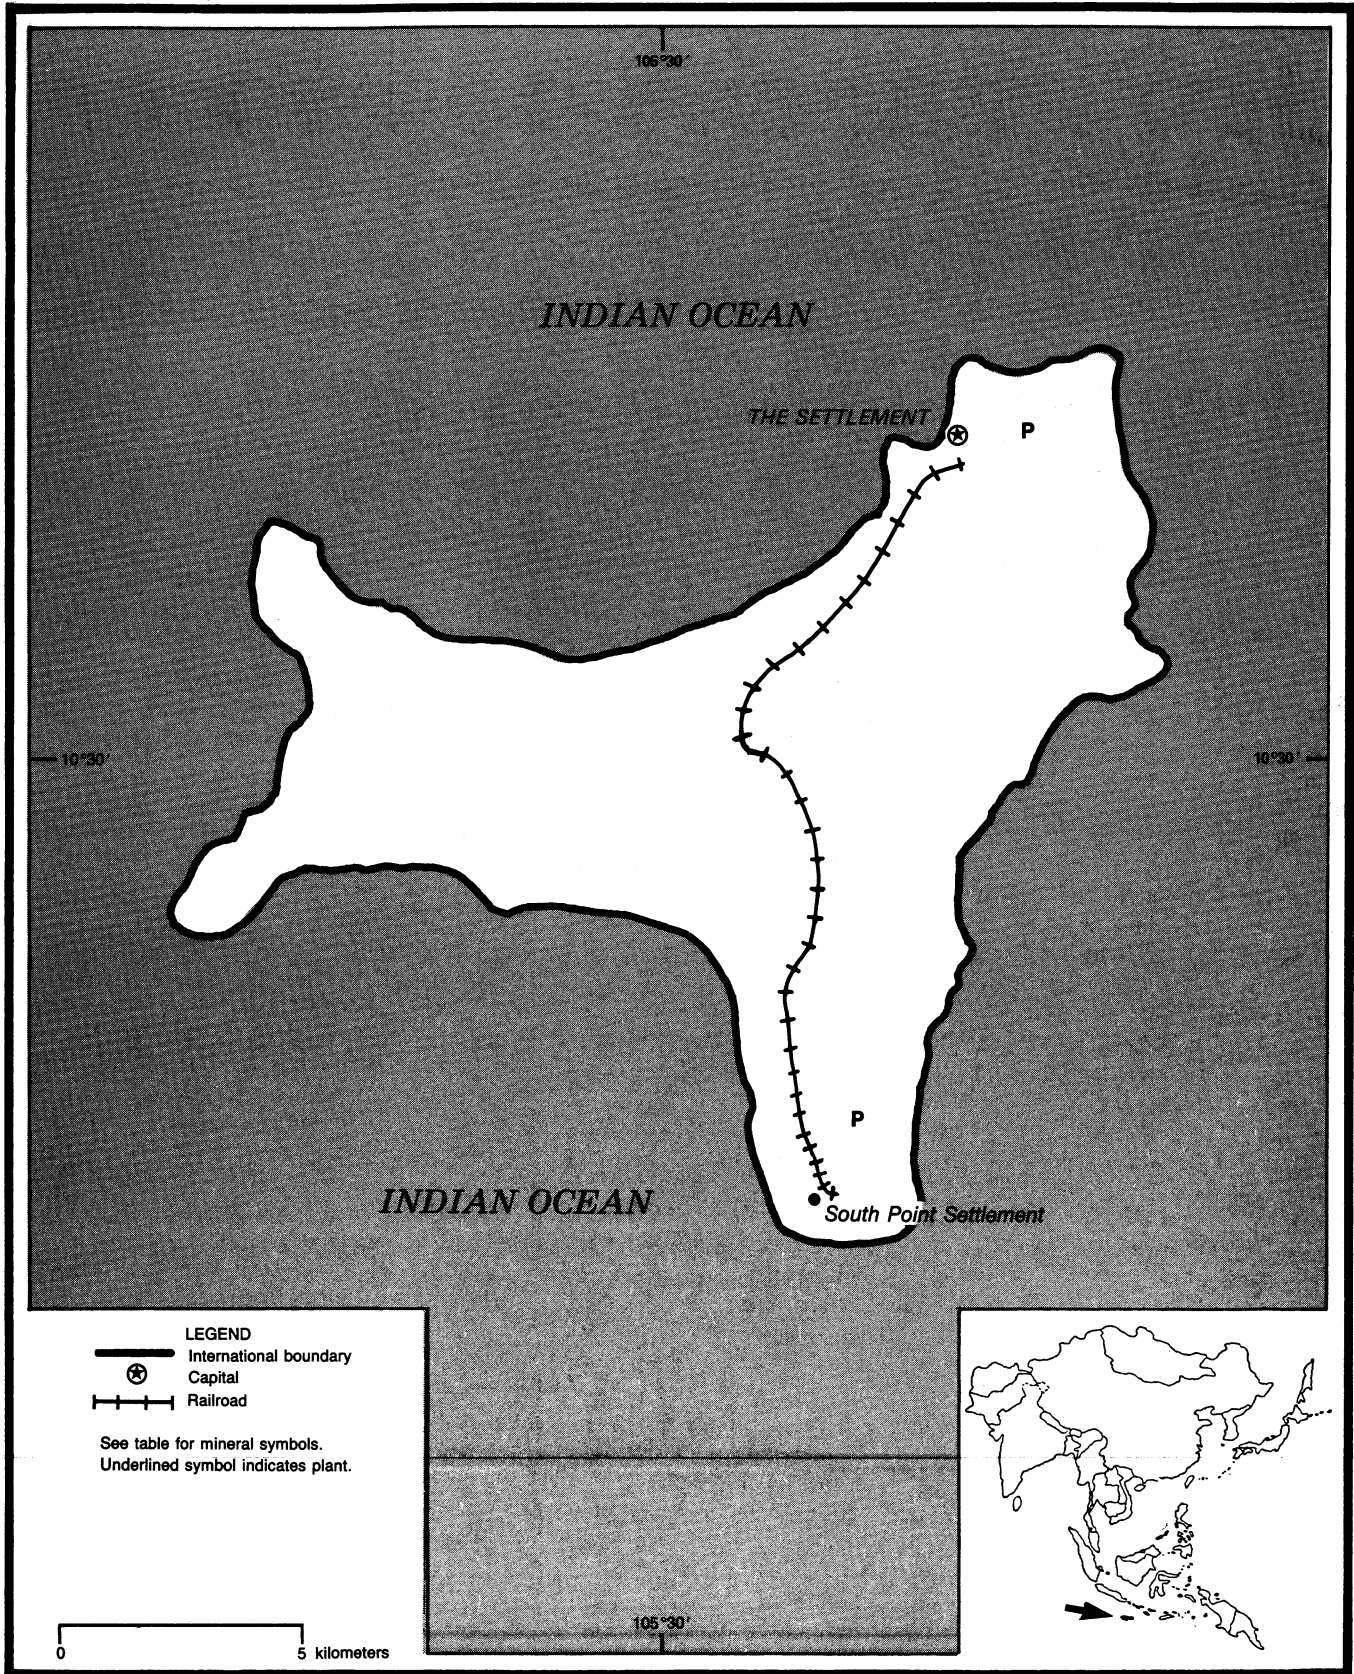 106°30'
INDIAN OCEAN
THE SETTLEMENT
P
10°30'
10°30'
P
INDIAN OCEAN
South Point Settlement
LEGEND
International boundary
Capital
Railroad
See table for mineral symbols.
Underlined symbol indicates plant.
105°30'
0
5 kilometers